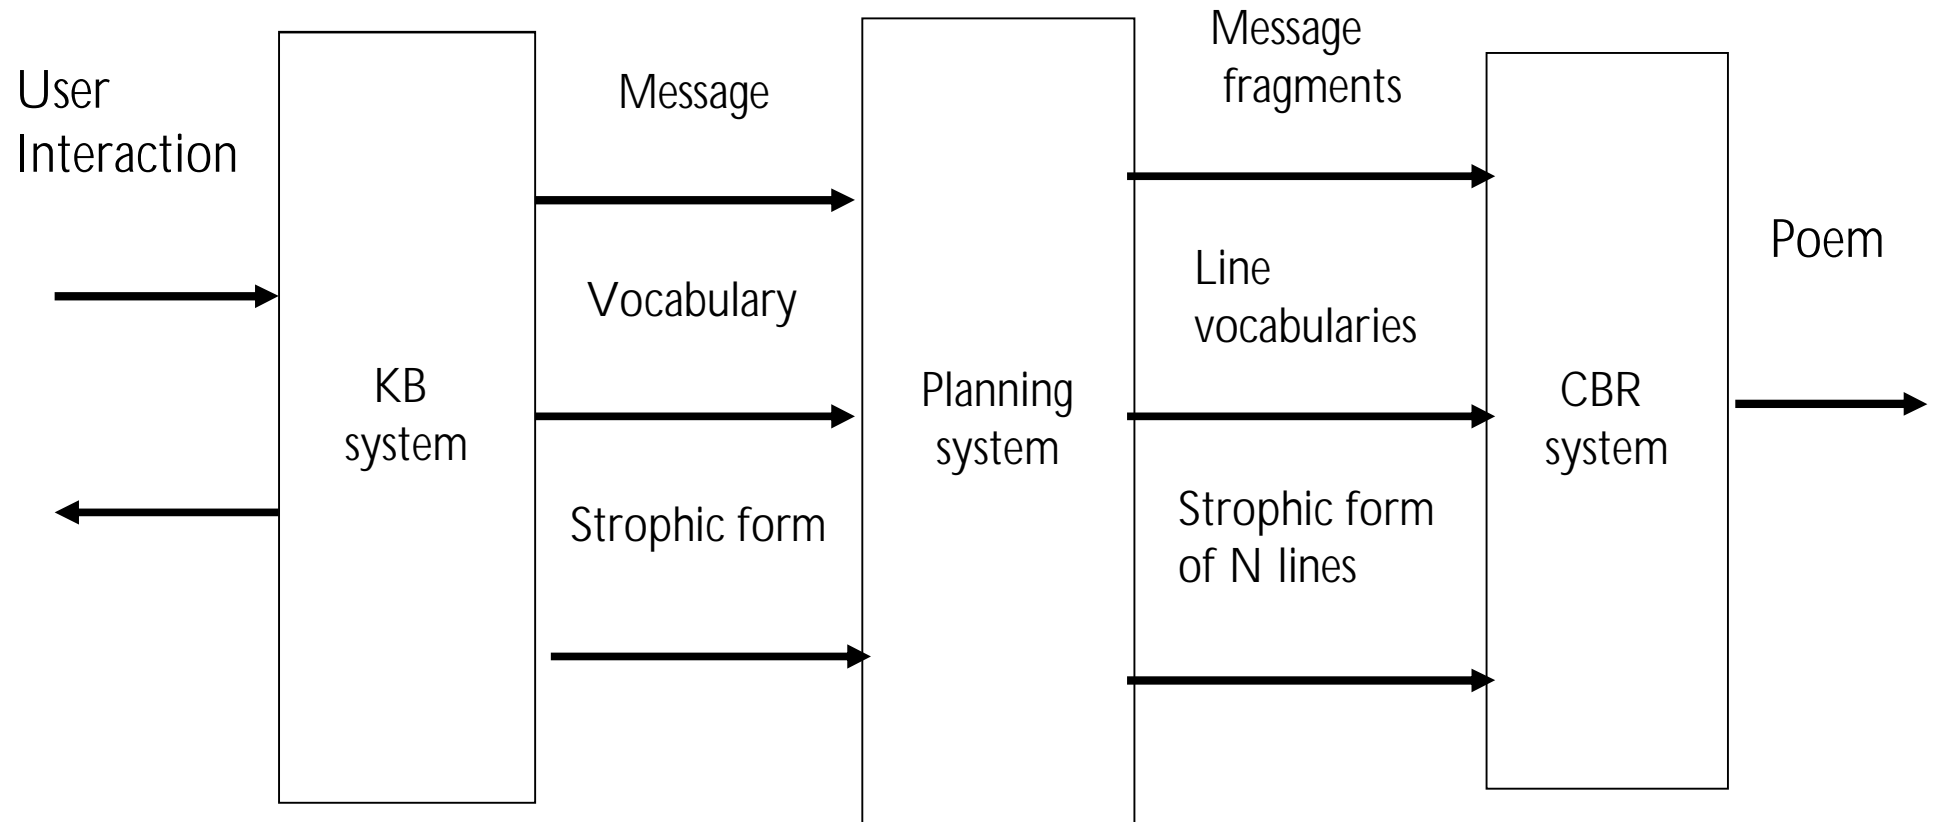 User
Interaction
KB
system
Message
Vocabulary
Strophic form
Planning
system
Message
fragments
Line
vocabularies
Strophic form
of N lines
CBR
system
Poem